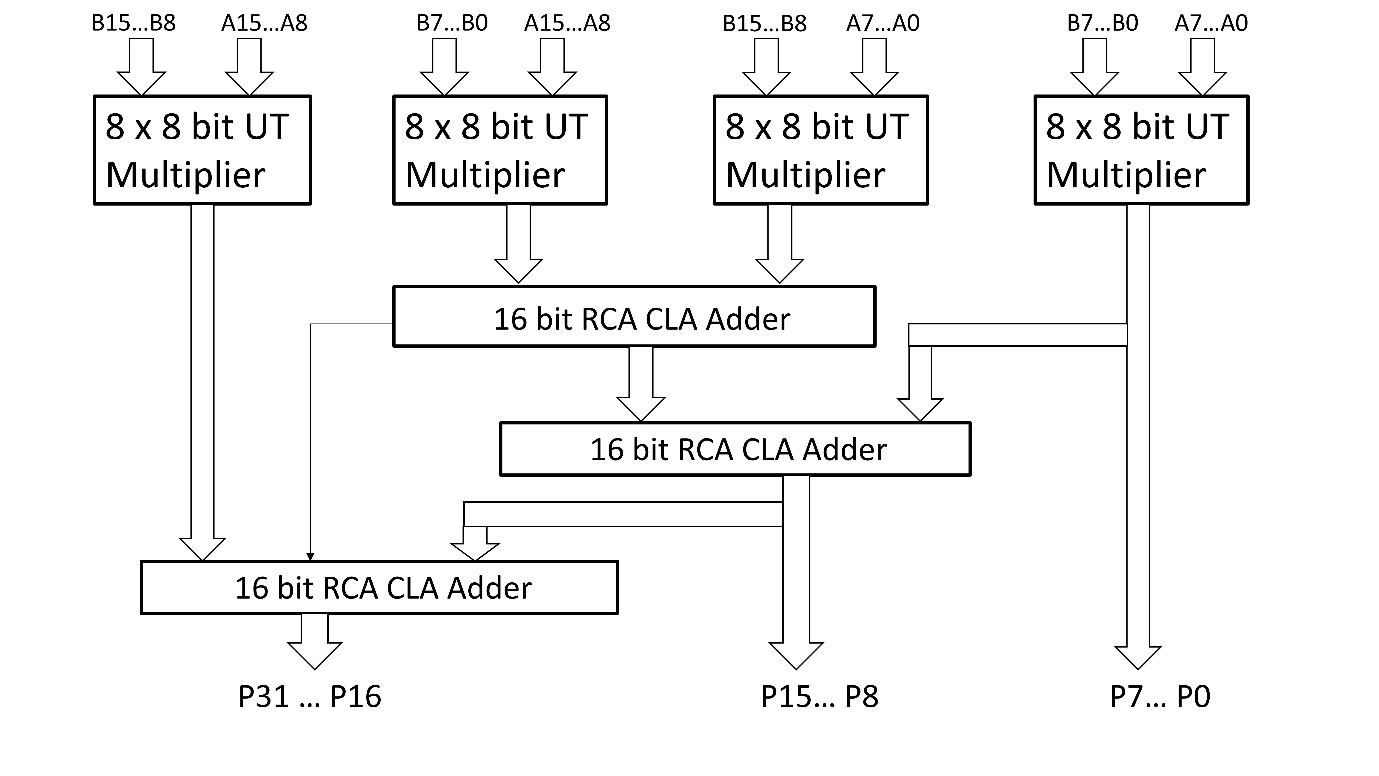 B15...B8 A15...A8 B7...B0 A15...A8 B15...B8 A7...A0 B7...B0 A7...A0
8 x 8 bit UT
Multiplier
8 x 8 bit UT
Multiplier
8 x 8 bit UT
Multiplier
8 x 8 bit UT
Multiplier
16 bit RCA CLA Adder
16 bit RCA CLA Adder
16 bit RCA CLA Adder
P31 ... P16 P15... P8 P7... P0